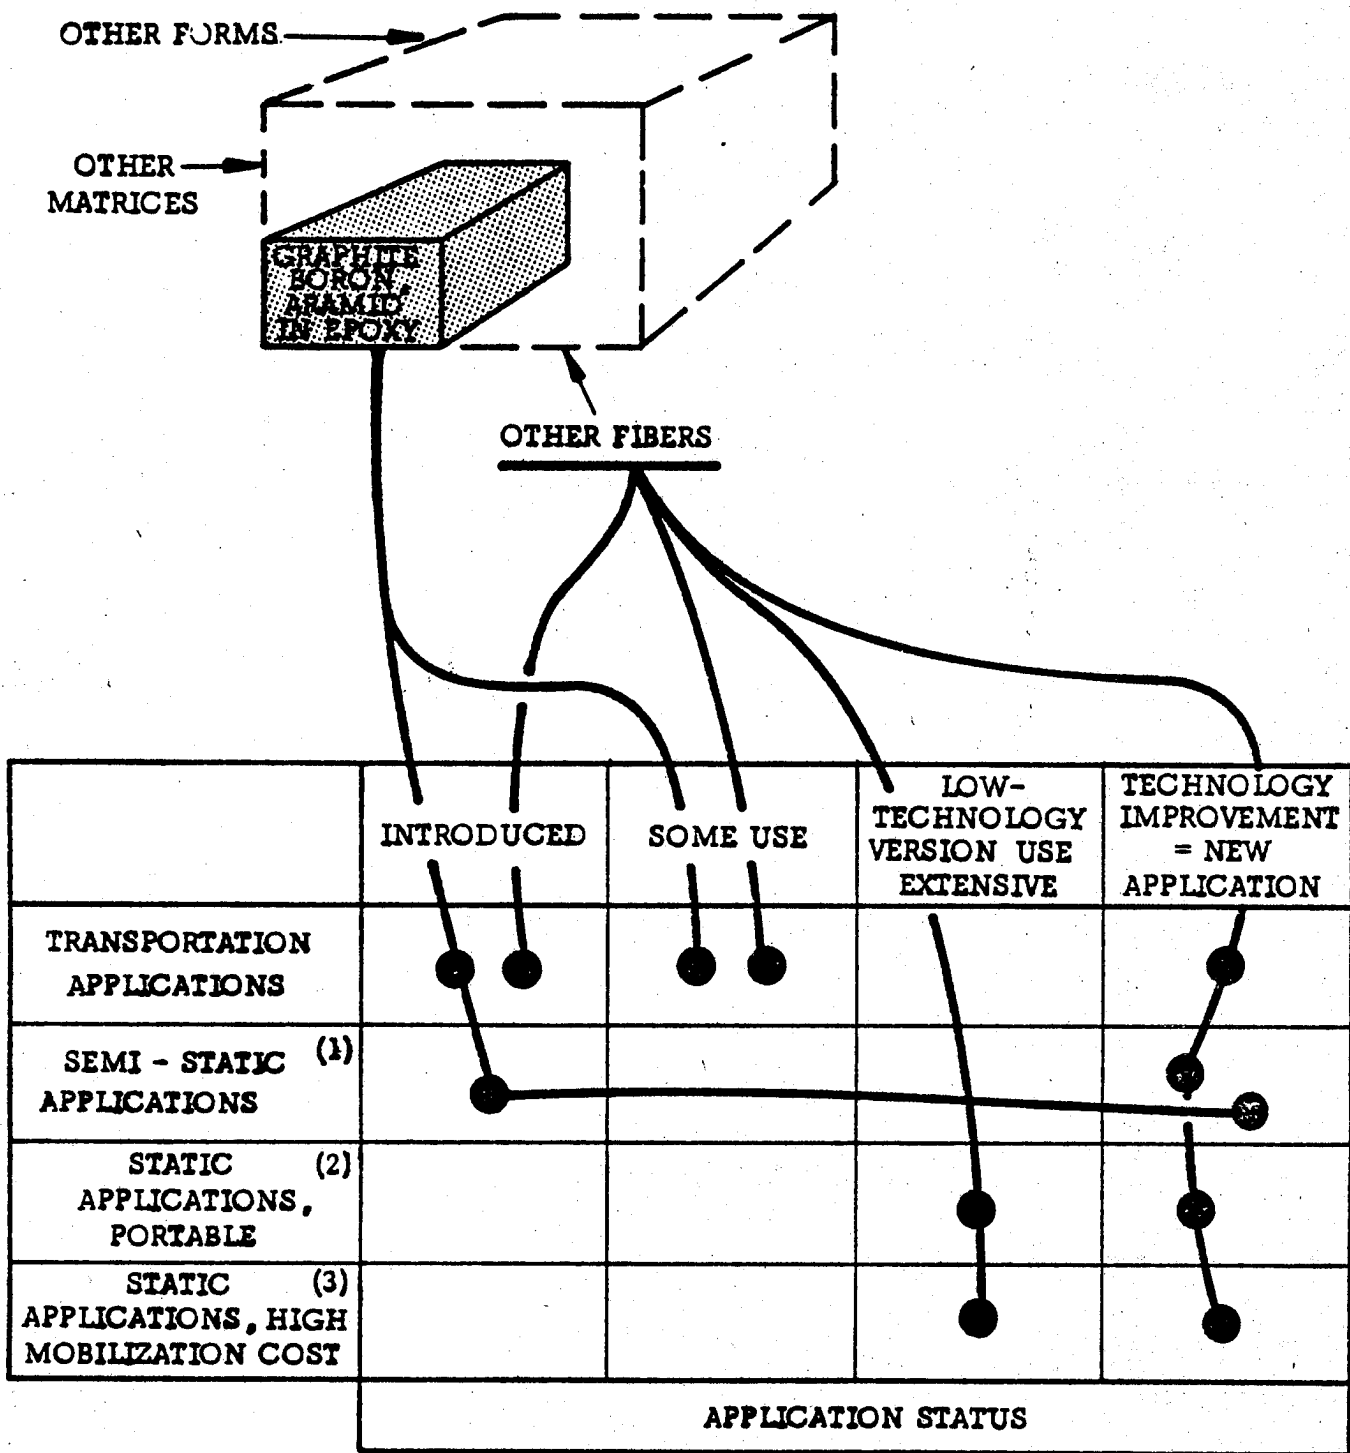 OTHER FORMS
OTHER
MATRICES
GRAPHITE
BORON,
ARAMID
IN EPOXY
OTHER FIBERS
INTRODUCED
SOME USE
LOW-
TECHNOLOGY
VERSION USE
EXTENSIVE
TECHNOLOGY
IMPROVEMENT
= NEW
APPLICATION
TRANSPORTATION
APPLICATIONS
SEMI - STATIC (1)
APPLICATIONS
STATIC (2)
APPLICATIONS,
PORTABLE
STATIC (3)
APPLICATIONS, HIGH
MOBILIZATION COST
APPLICATION STATUS